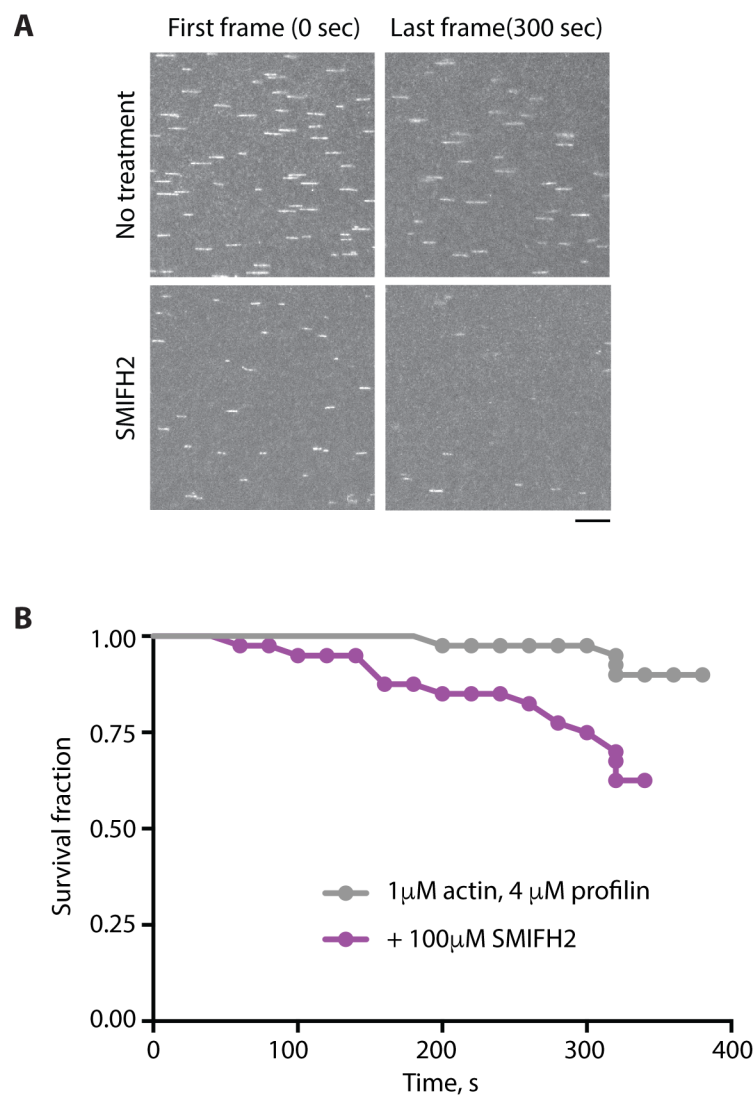 A
First frame (0 sec)
Last frame(300 sec)
No treatment
SMIFH2
B
1.00
0.75
0.50
0.25
0.00
Survival fraction
1μM actin, 4 μM profilin
+ 100μM SMIFH2
0
100
200
300
400
Time, s